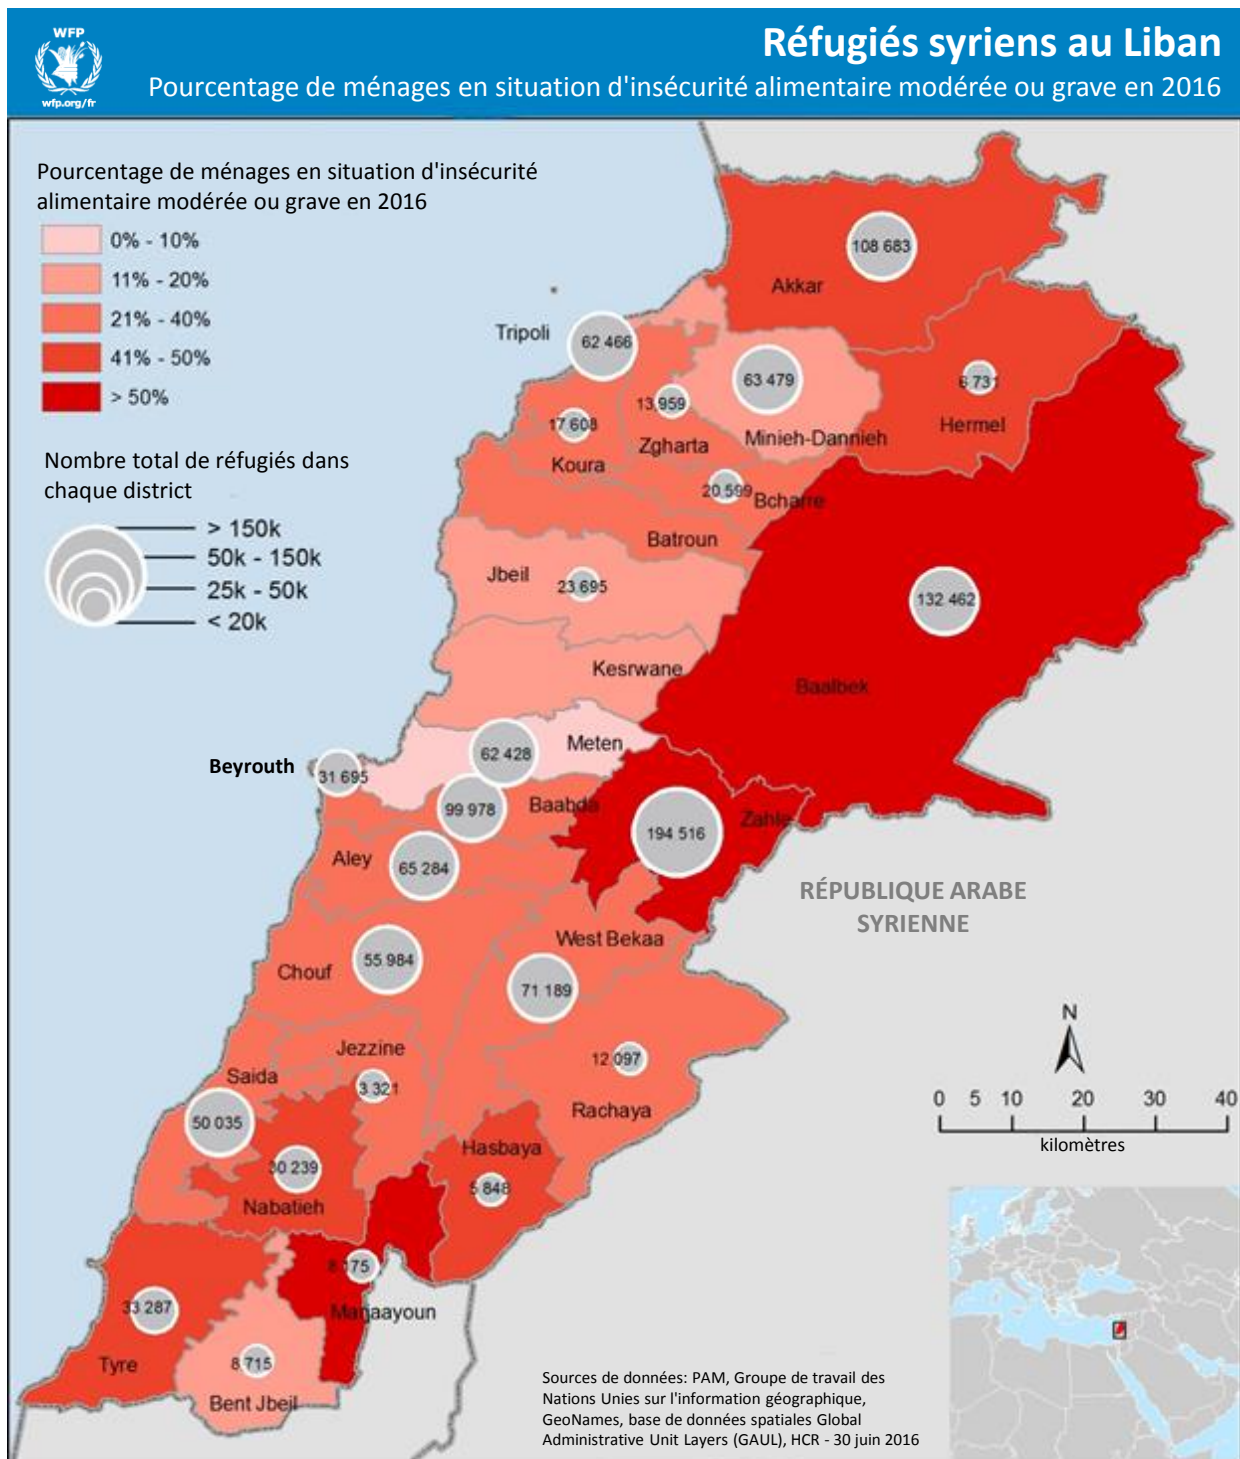 WFP
wfp.org/fr
Réfugiés syriens au Liban
Pourcentage de ménages en situation d'insécurité alimentaire modérée ou grave en 2016
Pourcentage de ménages en situation d'insécurité
alimentaire modérée ou grave en 2016
0% - 10%
11% - 20%
21% - 40%
41% - 50%
> 50%
Nombre total de réfugiés dans
chaque district
> 150k
50k - 150k
25k - 50k
< 20k
108 683
Akkar
Tripoli
62 466
63 479
6 731
13 959
17 608
Hermel
Minieh-Dannieh
Zgharta
Koura
20 599
Bcharre
Batroun
Jbeil
23 695
132 462
Kesrwane
Baalbek
Meten
62 428
Beyrouth
31 695
99 978
Baabda
Zahle
194 516
Aley
65 284
RÉPUBLIQUE ARABE
SYRIENNE
West Bekaa
55 984
Chouf
71 189
Jezzine
12 097
Saida
3 321
Rachaya
50 035
Hasbaya
30 239
5 848
Nabatieh
8 175
33 287
Marjaayoun
Tyre
8 715
Bent Jbeil
N
0 5 10 20 30 40
kilomètres
Sources de données: PAM, Groupe de travail des
Nations Unies sur l'information géographique,
GeoNames, base de données spatiales Global
Administrative Unit Layers (GAUL), HCR - 30 juin 2016